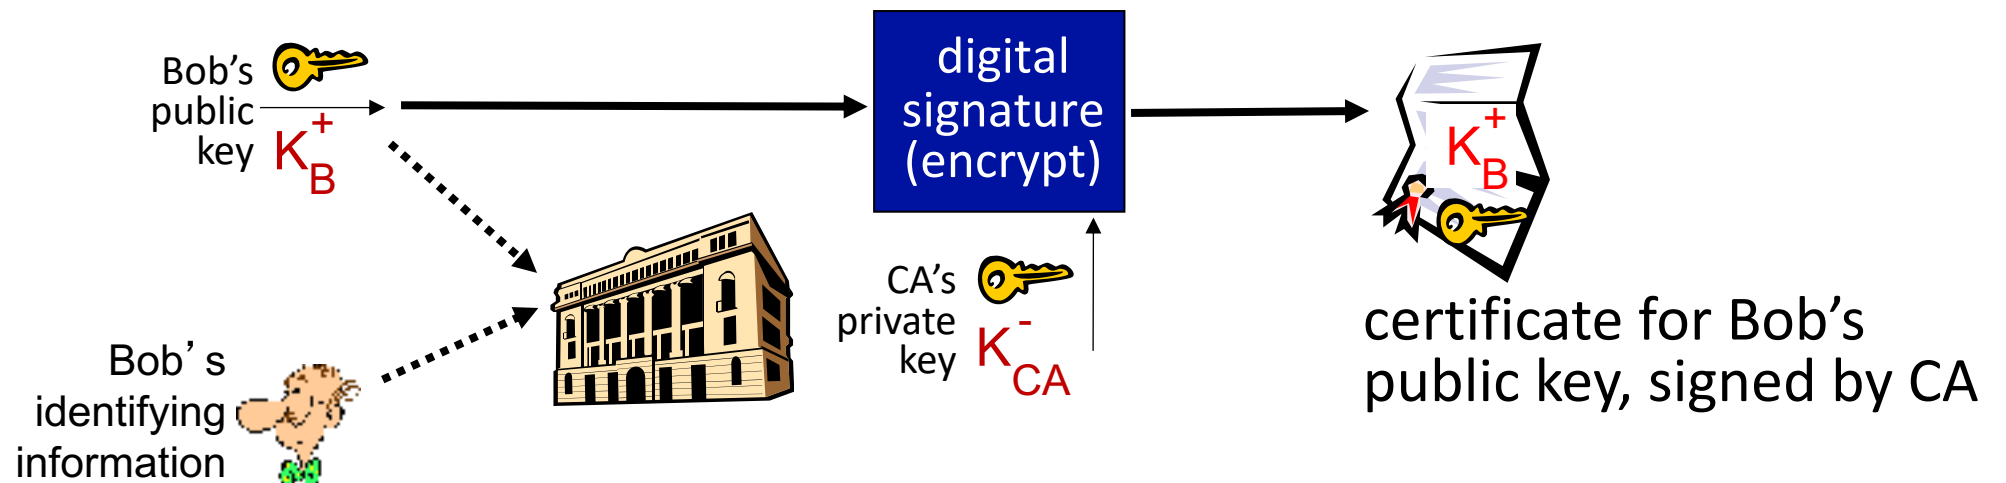 Bob's
public
key
K
+
B
digital
signature
(encrypt)
K
+
B
CA's
private
key
K
-
CA
Bob's
identifying
information
certificate for Bob's
public key, signed by CA